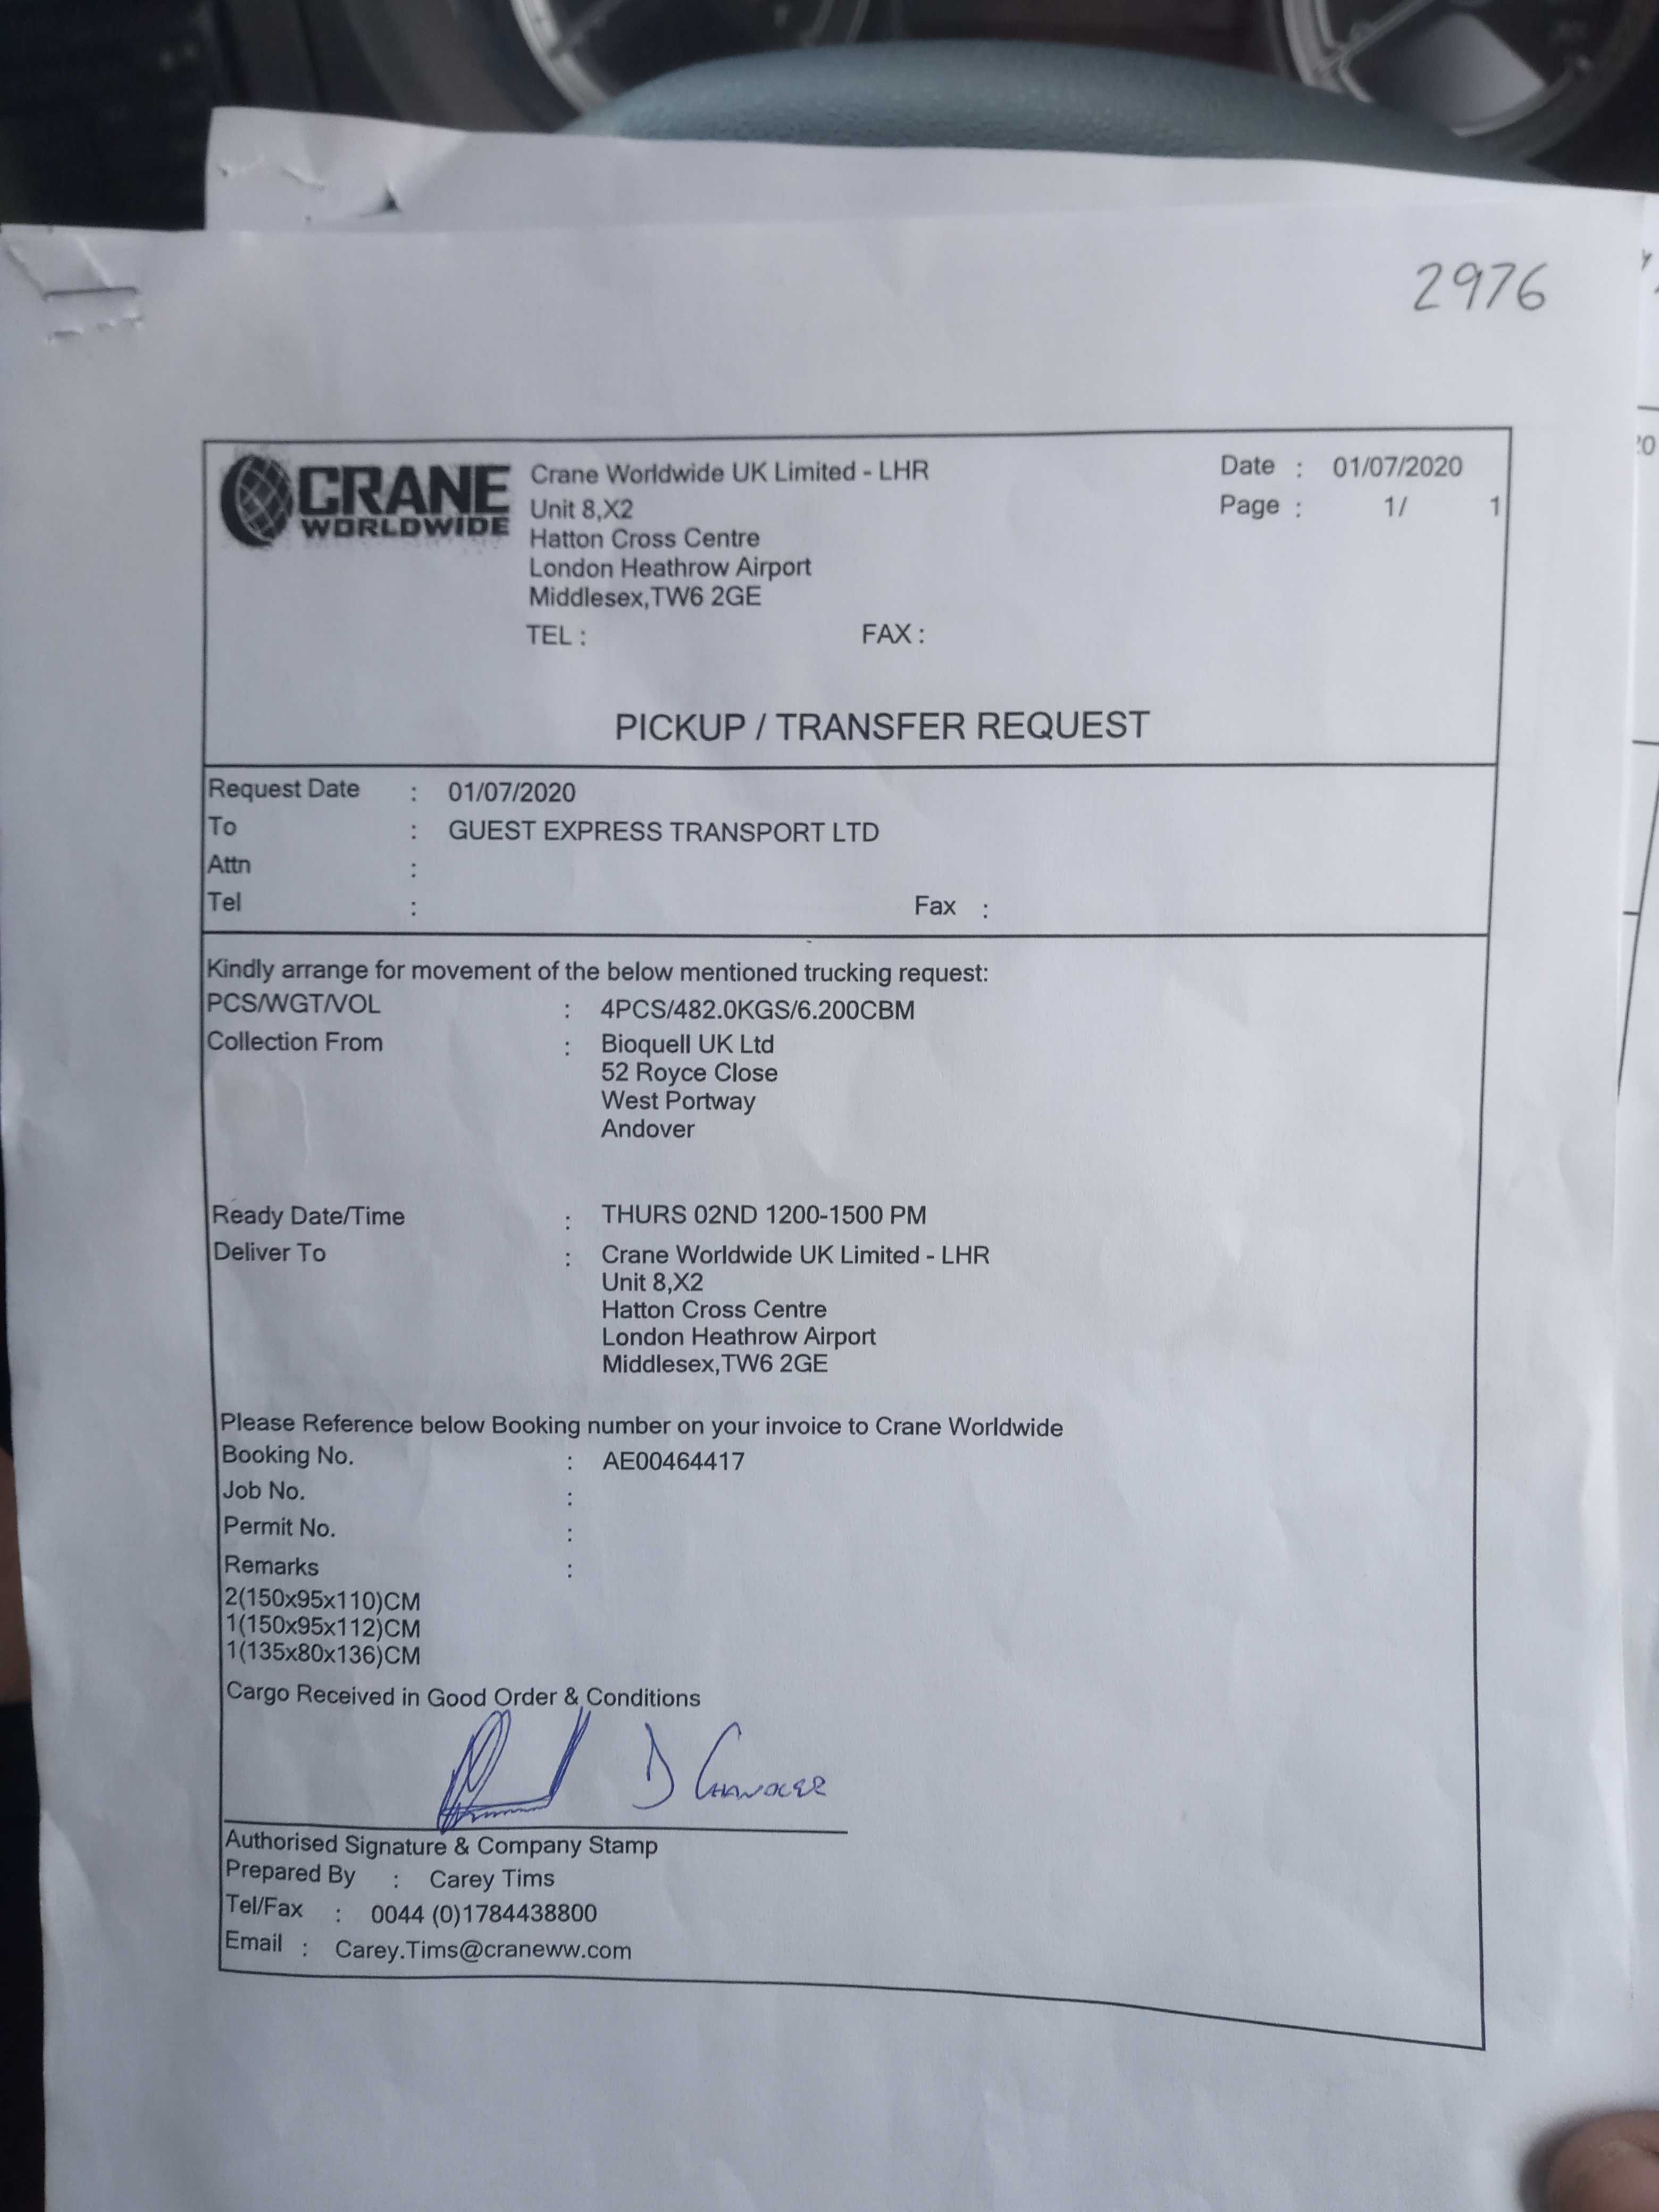 2976
CRANE
WORLDWIDE
Crane Worldwide UK Limited - LHR
Unit 8,X2
Hatton Cross Centre
London Heathrow Airport
Middlesex,TW6 2GE
TEL : FAX :
Date : 01/07/2020
Page : 1/ 1
PICKUP / TRANSFER REQUEST
Request Date : 01/07/2020
To : GUEST EXPRESS TRANSPORT LTD
Attn :
Tel : Fax :
Kindly arrange for movement of the below mentioned trucking request:
PCS/WGT/VOL : 4PCS/482.0KGS/6.200CBM
Collection From : Bioquell UK Ltd
52 Royce Close
West Portway
Andover
Ready Date/Time : THURS 02ND 1200-1500 PM
Deliver To : Crane Worldwide UK Limited - LHR
Unit 8,X2
Hatton Cross Centre
London Heathrow Airport
Middlesex,TW6 2GE
Please Reference below Booking number on your invoice to Crane Worldwide
Booking No. : AE00464417
Job No. :
Permit No. :
Remarks :
2(150x95x110)CM
1(150x95x112)CM
1(135x80x136)CM
Cargo Received in Good Order & Conditions
D
Authorised Signature & Company Stamp
Prepared By : Carey Tims
Tel/Fax : 0044 (0)1784438800
Email : Carey.Tims@craneww.com